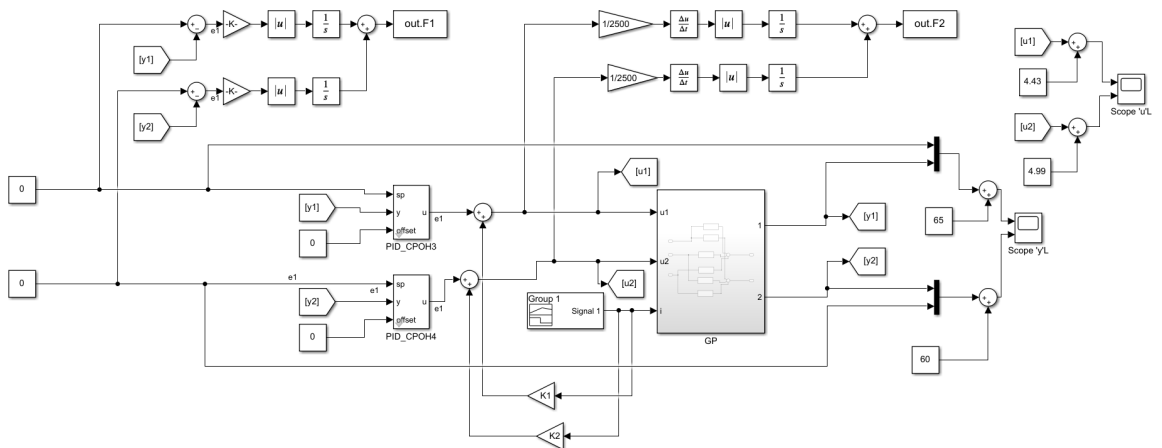 -K-
|u|
1
s
out.F1
e1
[y1]
-K-
|u|
1
s
e1
[y2]
1/2500
Δu
Δt
|u|
1
s
out.F2
1/2500
Δu
Δt
|u|
1
s
[u1]
4.43
Scope 'u'L
[u2]
4.99
0
[y1]
0
sp
y
u
offset
PID_CPOH3
e1
[u1]
u1
u2
i
1
2
GP
[y1]
[y2]
65
Scope 'y'L
0
e1
e1
[y2]
0
sp
y
u
offset
PID_CPOH4
e1
[u2]
Group 1
Signal 1
60
K1
K2